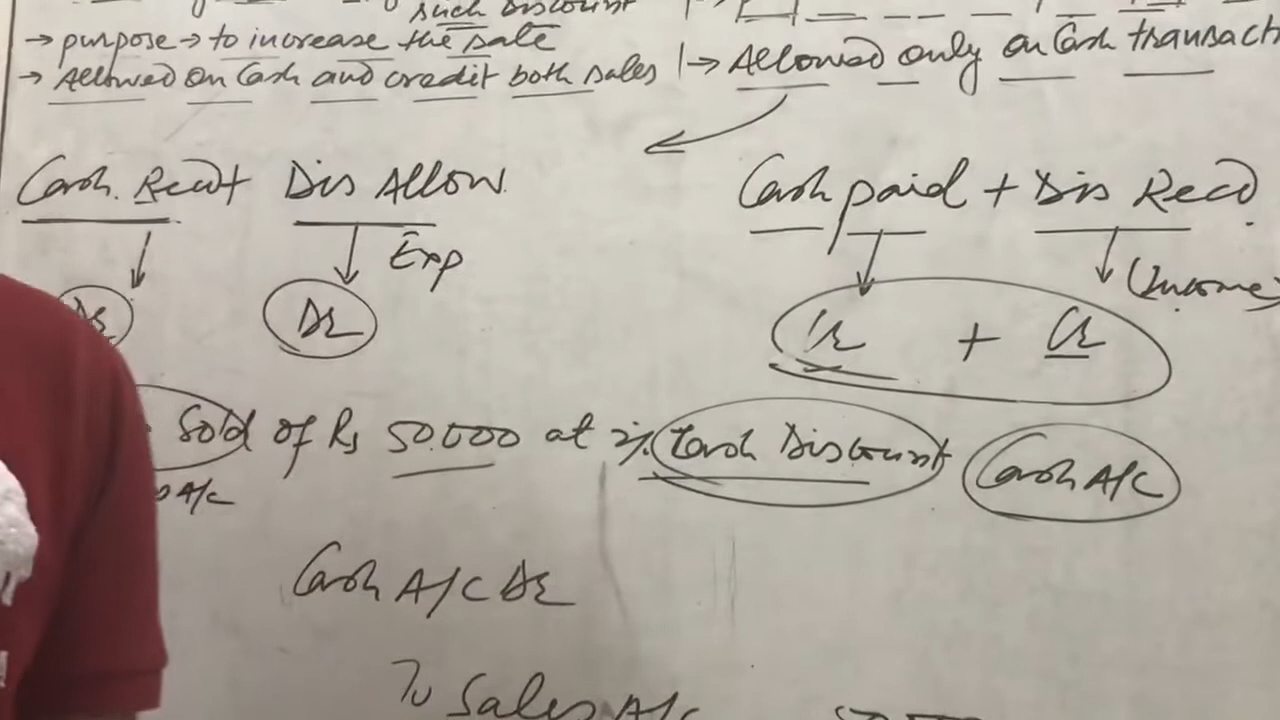 such Discount
→ purpose → to increase the sale
→ Allowed on Cash and credit both sales
→ Allowed only on Cash transact
Cash Recd + Dis Allow.
Exp
Dr
Cash paid + Dis Recd.
(Income)
Cr + Cr
Sold of Rs 50.000 at 2% Cash Discount Cash A/C
A/C
Cash A/C Dr
To Sales A/c